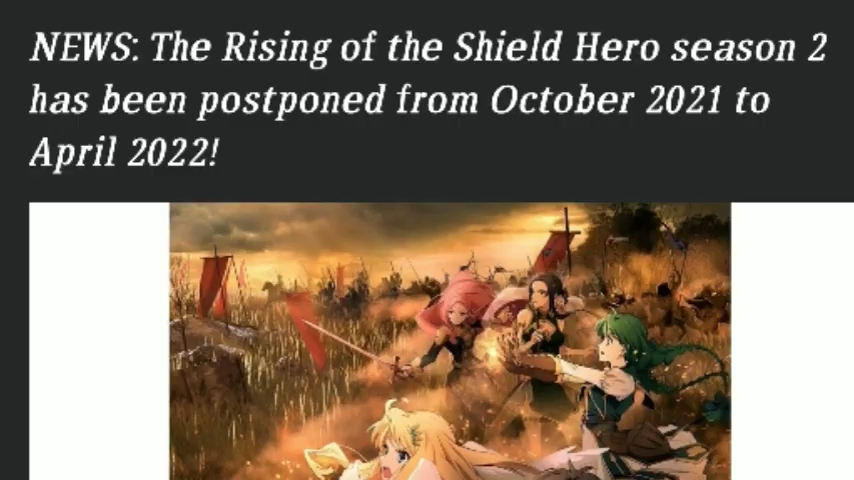 NEWS: The Rising of the Shield Hero season 2
has been postponed from October 2021 to
April 2022!